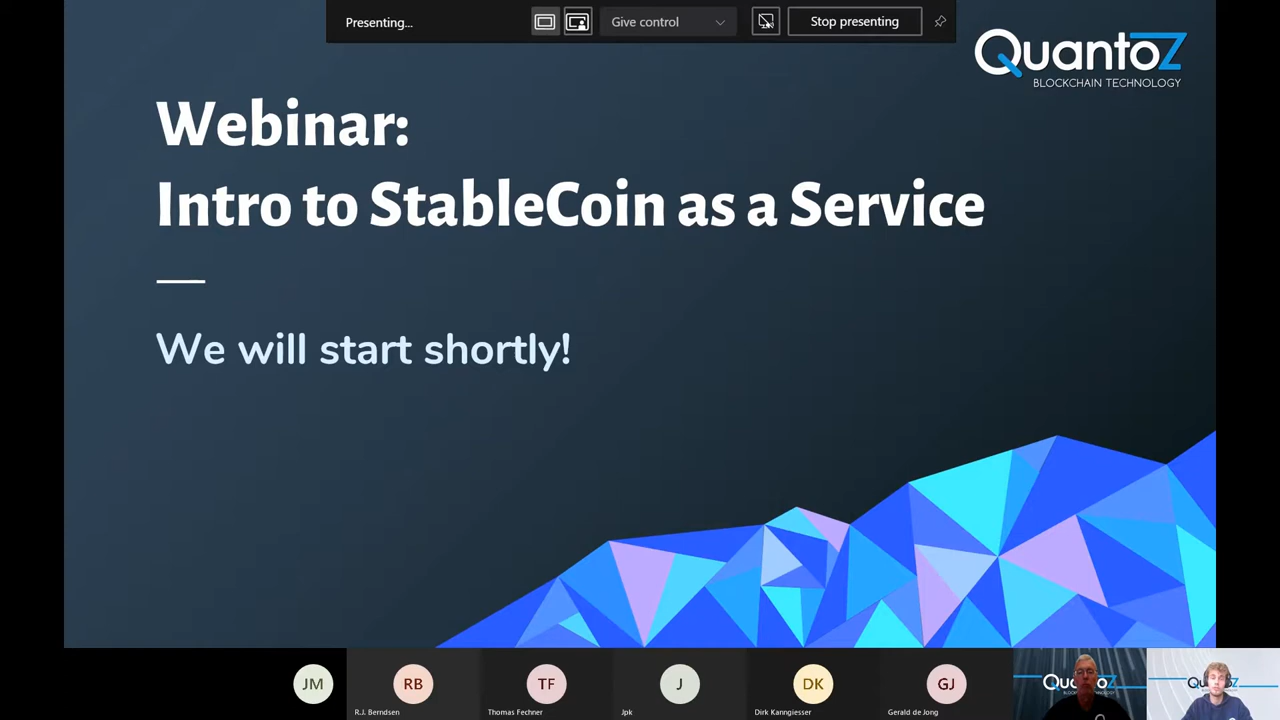 Presenting...
Give control
Stop presenting
QuantoZ
BLOCKCHAIN TECHNOLOGY
Webinar:
Intro to StableCoin as a Service
We will start shortly!
JM
RB
TF
J
DK
GJ
R.J. Berndsen
Thomas Fechner
Jpk
Dirk Kanngiesser
Gerald de Jong